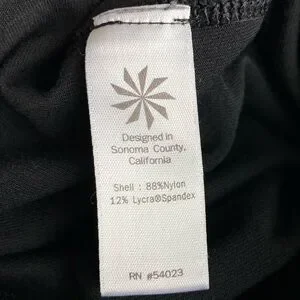 Designed in
Sonoma County,
California
Shell : 88%Nylon
12% Lycra®Spandex
RN #54023